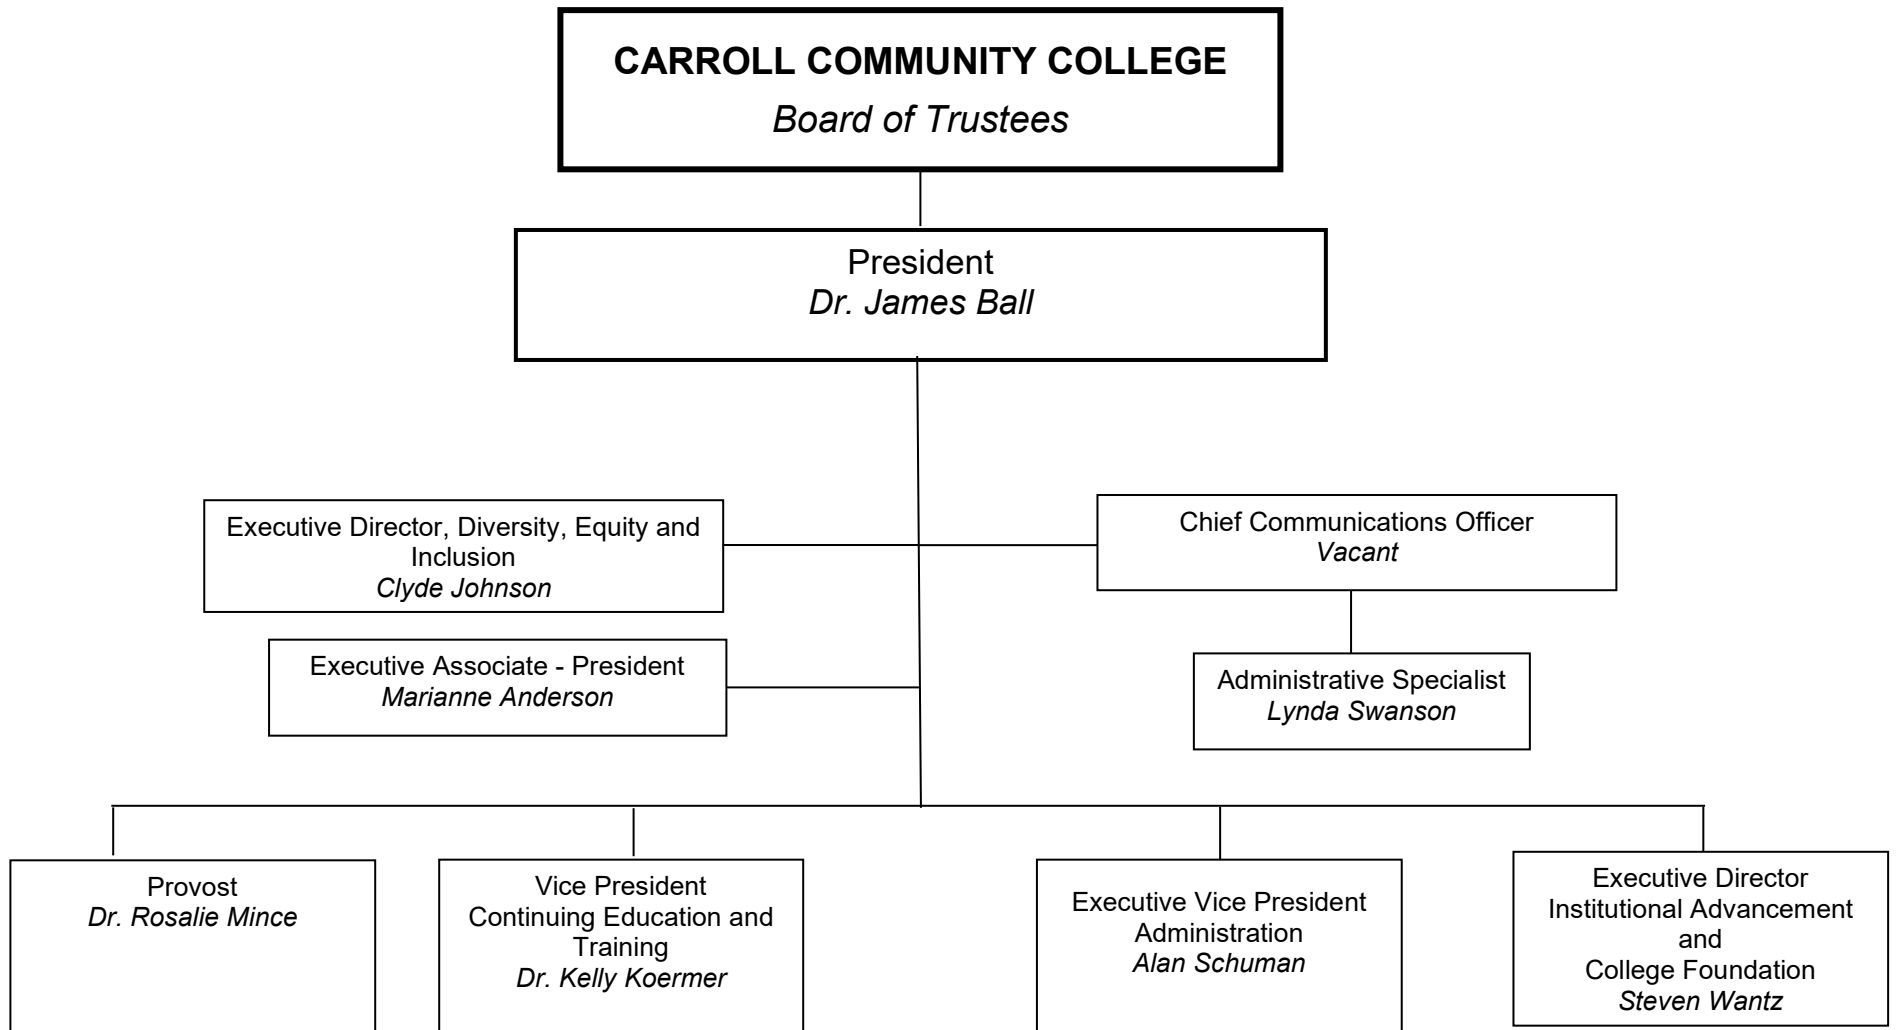 CARROLL COMMUNITY COLLEGE
Board of Trustees
President
Dr. James Ball
Executive Director, Diversity, Equity and
Inclusion
Clyde Johnson
Chief Communications Officer
Vacant
Executive Associate - President
Marianne Anderson
Administrative Specialist
Lynda Swanson
Provost
Dr. Rosalie Mince
Vice President
Continuing Education and
Training
Dr. Kelly Koermer
Executive Vice President
Administration
Alan Schuman
Executive Director
Institutional Advancement
and
College Foundation
Steven Wantz